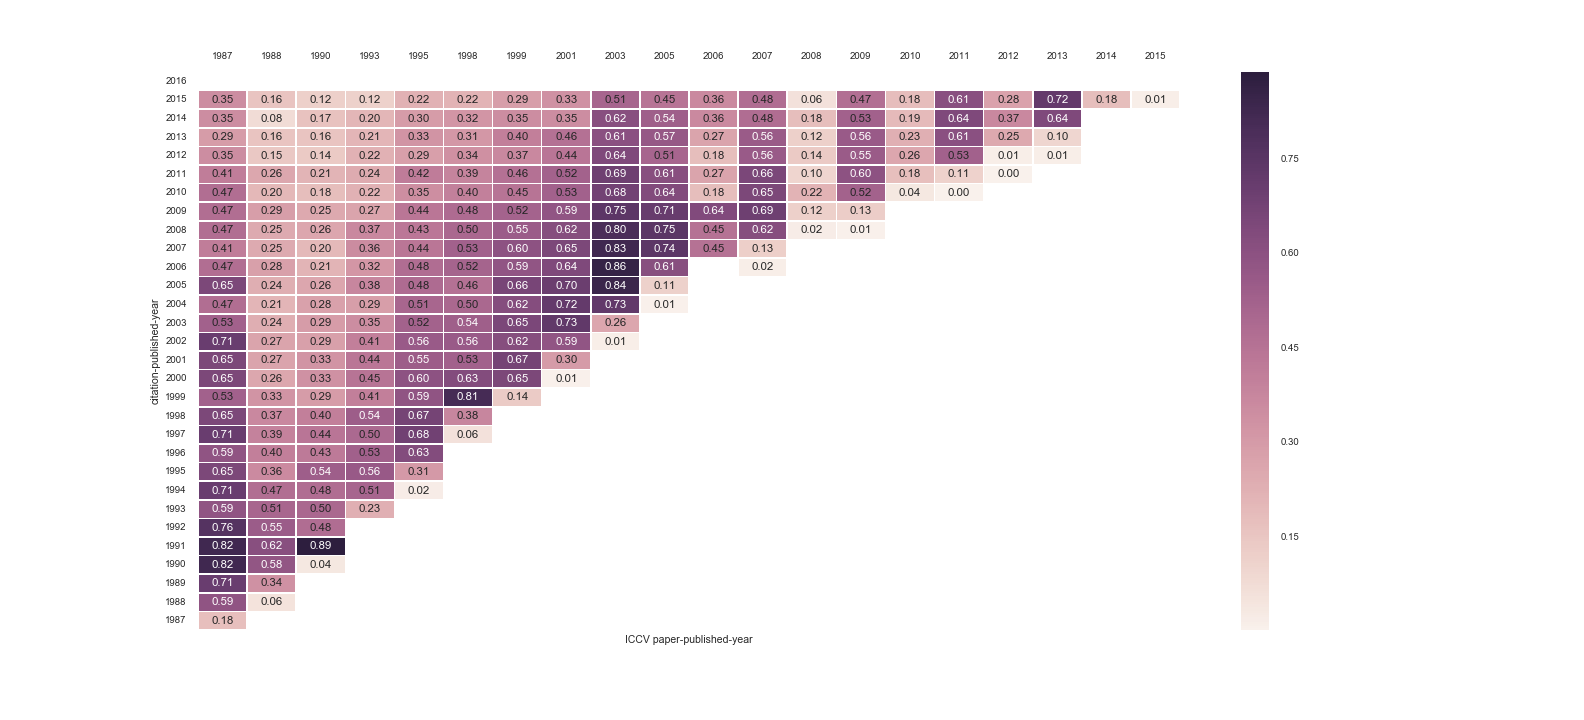 1987 1988 1990 1993 1995 1998 1999 2001 2003 2005 2006 2007 2008 2009 2010 2011 2012 2013 2014 2015
2016
2015 0.35 0.16 0.12 0.12 0.22 0.22 0.29 0.33 0.51 0.45 0.36 0.48 0.06 0.47 0.18 0.61 0.28 0.72 0.18 0.01
2014 0.35 0.08 0.17 0.20 0.30 0.32 0.35 0.35 0.62 0.54 0.36 0.48 0.18 0.53 0.19 0.64 0.37 0.64
2013 0.29 0.16 0.16 0.21 0.33 0.31 0.40 0.46 0.61 0.57 0.27 0.56 0.12 0.56 0.23 0.61 0.25 0.10
2012 0.35 0.15 0.14 0.22 0.29 0.34 0.37 0.44 0.64 0.51 0.18 0.56 0.14 0.55 0.26 0.53 0.01 0.01
0.75
2011 0.41 0.26 0.21 0.24 0.42 0.39 0.46 0.52 0.69 0.61 0.27 0.66 0.10 0.60 0.18 0.11 0.00
2010 0.47 0.20 0.18 0.22 0.35 0.40 0.45 0.53 0.68 0.64 0.18 0.65 0.22 0.52 0.04 0.00
2009 0.47 0.29 0.25 0.27 0.44 0.48 0.52 0.59 0.75 0.71 0.64 0.69 0.12 0.13
2008 0.47 0.25 0.26 0.37 0.43 0.50 0.55 0.62 0.80 0.75 0.45 0.62 0.02 0.01
2007 0.41 0.25 0.20 0.36 0.44 0.53 0.60 0.65 0.83 0.74 0.45 0.13
0.60
2006 0.47 0.28 0.21 0.32 0.48 0.52 0.59 0.64 0.86 0.61 0.02
2005 0.65 0.24 0.26 0.38 0.48 0.46 0.66 0.70 0.84 0.11
2004 0.47 0.21 0.28 0.29 0.51 0.50 0.62 0.72 0.73 0.01
2003 0.53 0.24 0.29 0.35 0.52 0.54 0.65 0.73 0.26
2002 0.71 0.27 0.29 0.41 0.56 0.56 0.62 0.59 0.01
0.45
citation-published-year
2001 0.65 0.27 0.33 0.44 0.55 0.53 0.67 0.30
2000 0.65 0.26 0.33 0.45 0.60 0.63 0.65 0.01
1999 0.53 0.33 0.29 0.41 0.59 0.81 0.14
1998 0.65 0.37 0.40 0.54 0.67 0.38
1997 0.71 0.39 0.44 0.50 0.68 0.06
0.30
1996 0.59 0.40 0.43 0.53 0.63
1995 0.65 0.36 0.54 0.56 0.31
1994 0.71 0.47 0.48 0.51 0.02
1993 0.59 0.51 0.50 0.23
1992 0.76 0.55 0.48
0.15
1991 0.82 0.62 0.89
1990 0.82 0.58 0.04
1989 0.71 0.34
1988 0.59 0.06
1987 0.18
ICCV paper-published-year